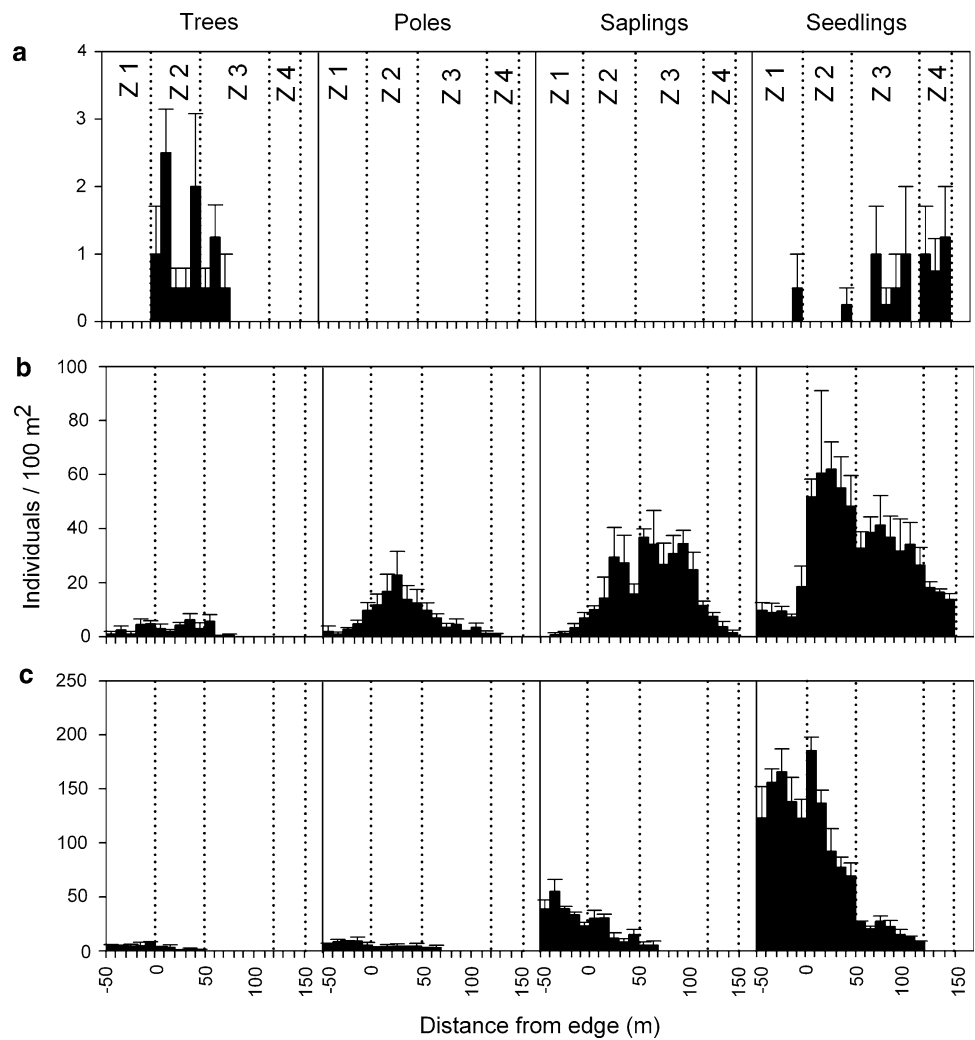 Trees Poles Saplings Seedlings
a
4
Z 1 Z 2 Z 3 Z 4 Z 1 Z 2 Z 3 Z 4 Z 1 Z 2 Z 3 Z 4 Z 1 Z 2 Z 3 Z 4
3
2
1
0
b
100
80
60
40
20
0
Individuals / 100 m2
c
250
200
150
100
50
0
-50 0 50 100 150 -50 0 50 100 150 -50 0 50 100 150 -50 0 50 100 150
Distance from edge (m)